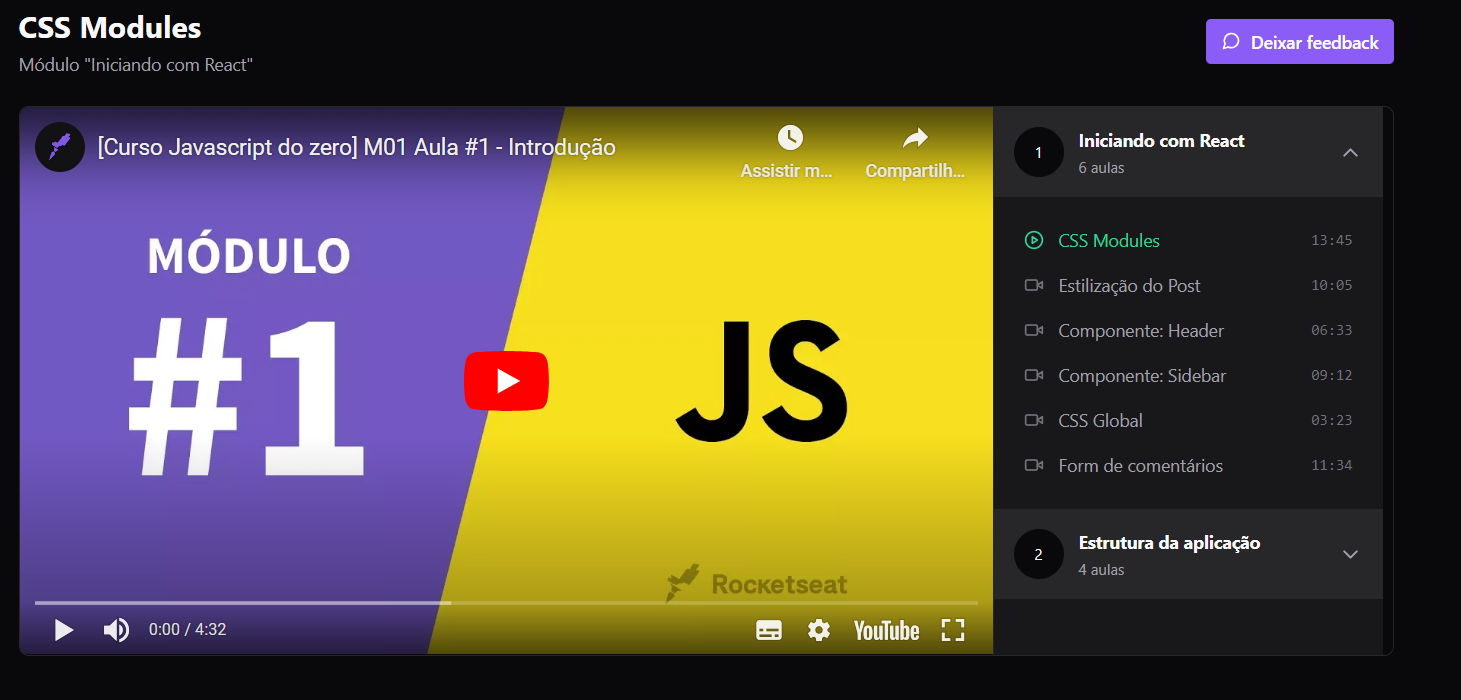 CSS Modules
Módulo "Iniciando com React"
Deixar feedback
[Curso Javascript do zero] M01 Aula #1 - Introdução
Assistir m...
Compartilh...
MÓDULO
#1
JS
Rocketseat
0:00 / 4:32
YouTube
1
Iniciando com React
6 aulas
CSS Modules 13:45
Estilização do Post 10:05
Componente: Header 06:33
Componente: Sidebar 09:12
CSS Global 03:23
Form de comentários 11:34
2
Estrutura da aplicação
4 aulas